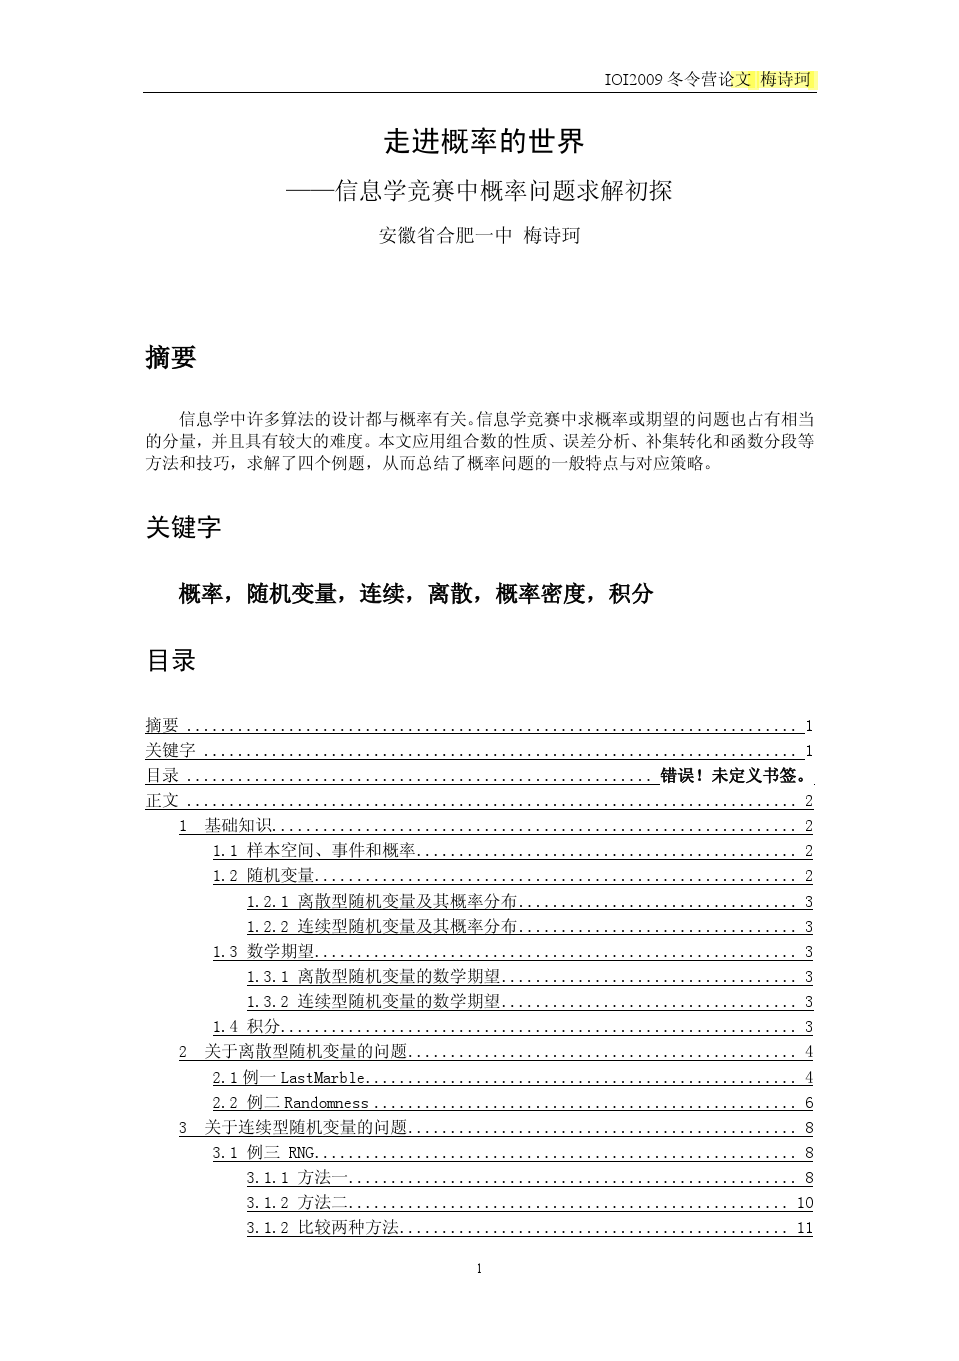 IOI2009 冬令营论文 梅诗珂
走进概率的世界
——信息学竞赛中概率问题求解初探
安徽省合肥一中 梅诗珂
摘要
信息学中许多算法的设计都与概率有关。信息学竞赛中求概率或期望的问题也占有相当
的分量，并且具有较大的难度。本文应用组合数的性质、误差分析、补集转化和函数分段等
方法和技巧，求解了四个例题，从而总结了概率问题的一般特点与对应策略。
关键字
概率，随机变量，连续，离散，概率密度，积分
目录
摘要 ........................................................................ 1
关键字 ...................................................................... 1
目录 ....................................................... 错误！未定义书签。
正文 ........................................................................ 2
1 基础知识.............................................................. 2
1.1 样本空间、事件和概率............................................. 2
1.2 随机变量......................................................... 2
1.2.1 离散型随机变量及其概率分布................................. 3
1.2.2 连续型随机变量及其概率分布................................. 3
1.3 数学期望......................................................... 3
1.3.1 离散型随机变量的数学期望................................... 3
1.3.2 连续型随机变量的数学期望................................... 3
1.4 积分............................................................. 3
2 关于离散型随机变量的问题.............................................. 4
2.1 例一 LastMarble................................................... 4
2.2 例二 Randomness .................................................. 6
3 关于连续型随机变量的问题.............................................. 8
3.1 例三 RNG......................................................... 8
3.1.1 方法一..................................................... 8
3.1.2 方法二.................................................... 10
3.1.2 比较两种方法.............................................. 11
1